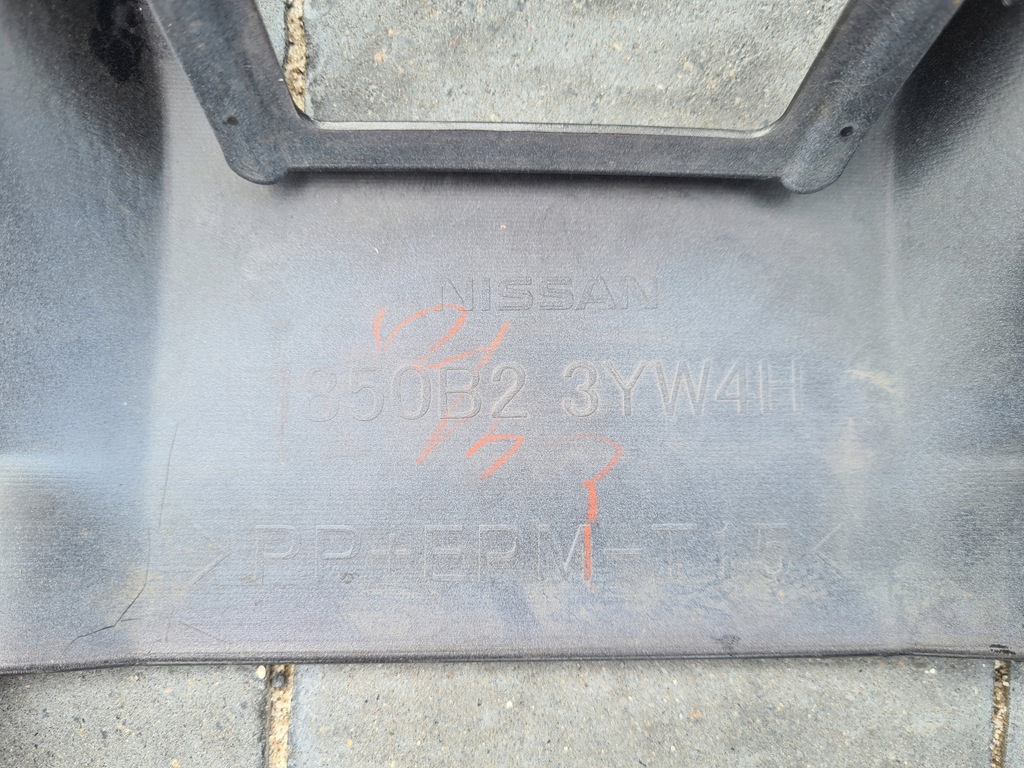 NISSAN
850B2 3YW4H
>PP+EPM-T15<